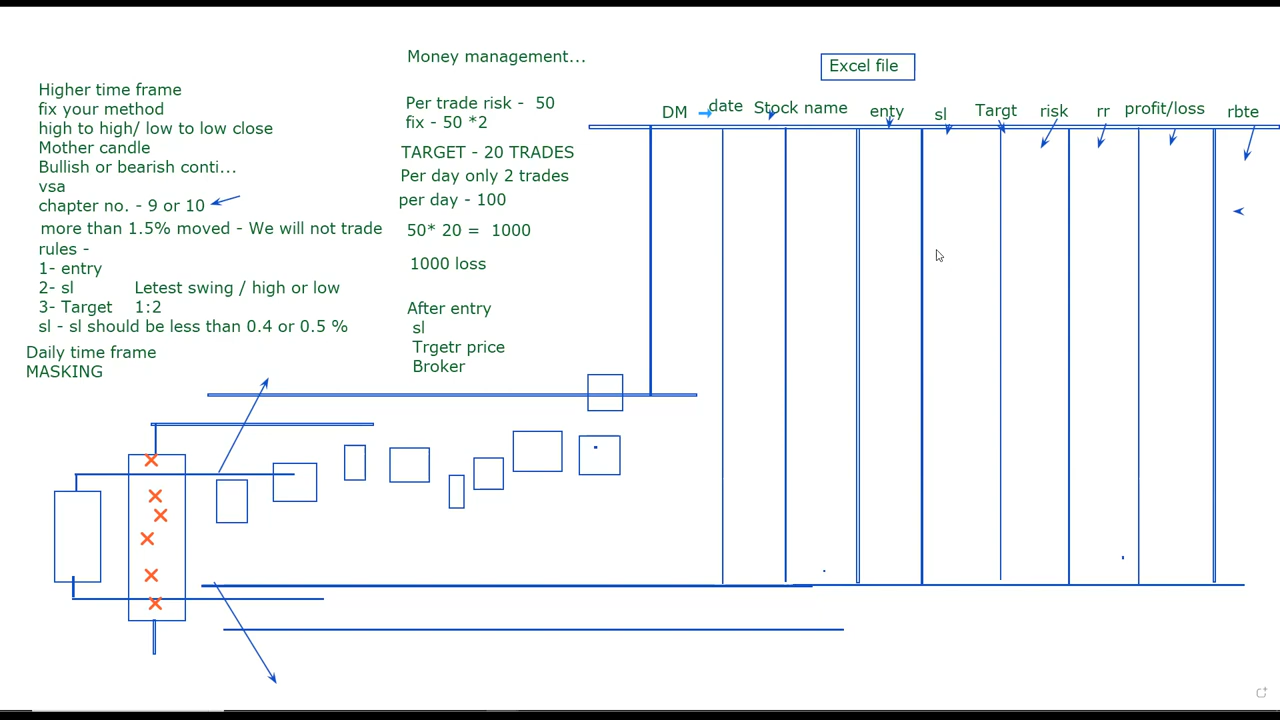 Higher time frame
fix your method
high to high/ low to low close
Mother candle
Bullish or bearish conti...
vsa
chapter no. - 9 or 10
more than 1.5% moved - We will not trade
rules -
1- entry
2- sl Letest swing / high or low
3- Target 1:2
sl - sl should be less than 0.4 or 0.5 %
Daily time frame
MASKING
Money management...
Per trade risk - 50
fix - 50 *2
TARGET - 20 TRADES
Per day only 2 trades
per day - 100
50* 20 = 1000
1000 loss
After entry
sl
Trgetr price
Broker
Excel file
DM date Stock name enty sl Targt risk rr profit/loss rbte